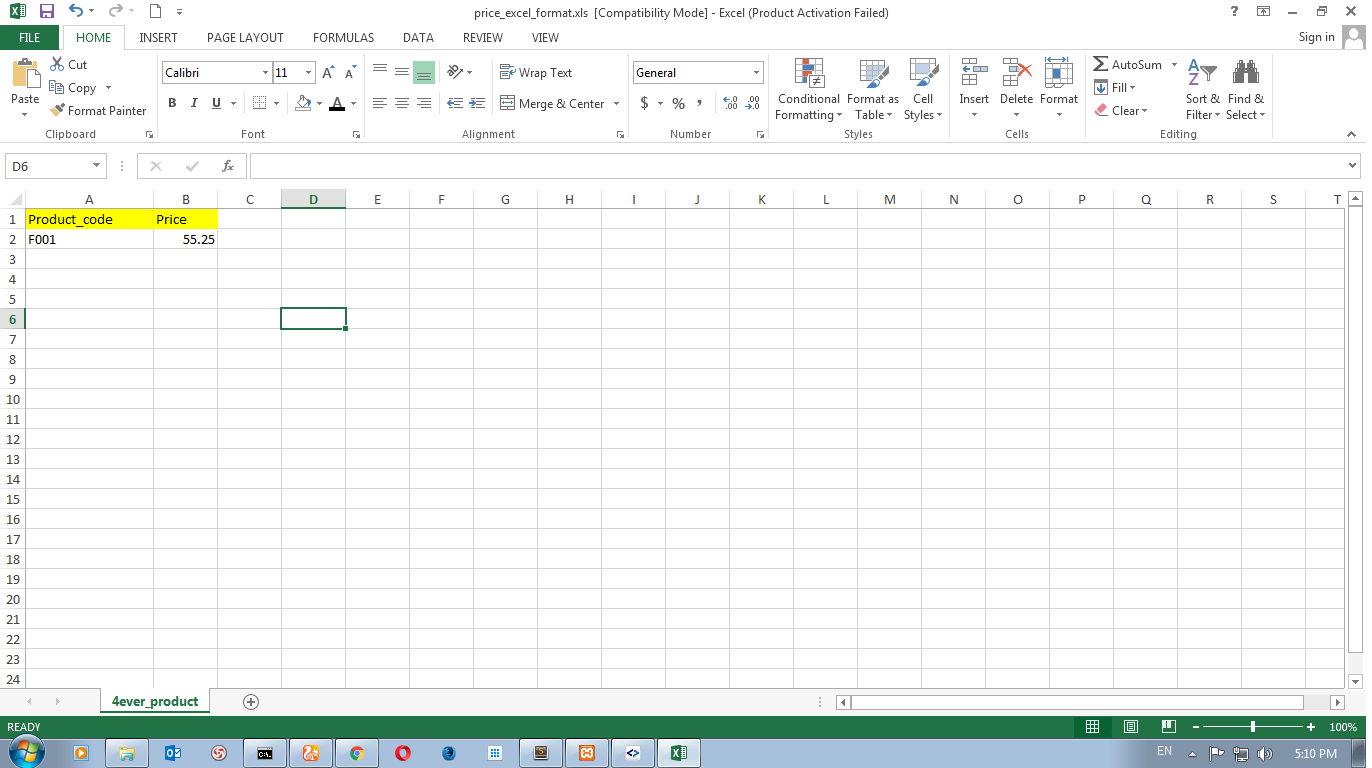 price_excel_format.xls [Compatibility Mode] - Excel (Product Activation Failed)
FILE HOME INSERT PAGE LAYOUT FORMULAS DATA REVIEW VIEW Sign in
Paste
Cut
Copy
Format Painter
Clipboard
Calibri 11
B I U
Font
Wrap Text
Merge & Center
Alignment
General
$ % ,
Number
Conditional Formatting
Format as Table
Cell Styles
Styles
Insert
Delete
Format
Cells
AutoSum
Fill
Clear
Sort & Filter
Find & Select
Editing
D6 fx
A B C D E F G H I J K L M N O P Q R S T
1 Product_code Price
2 F001 55.25
3
4
5
6
7
8
9
10
11
12
13
14
15
16
17
18
19
20
21
22
23
24
4ever_product
READY 100%
EN 5:10 PM